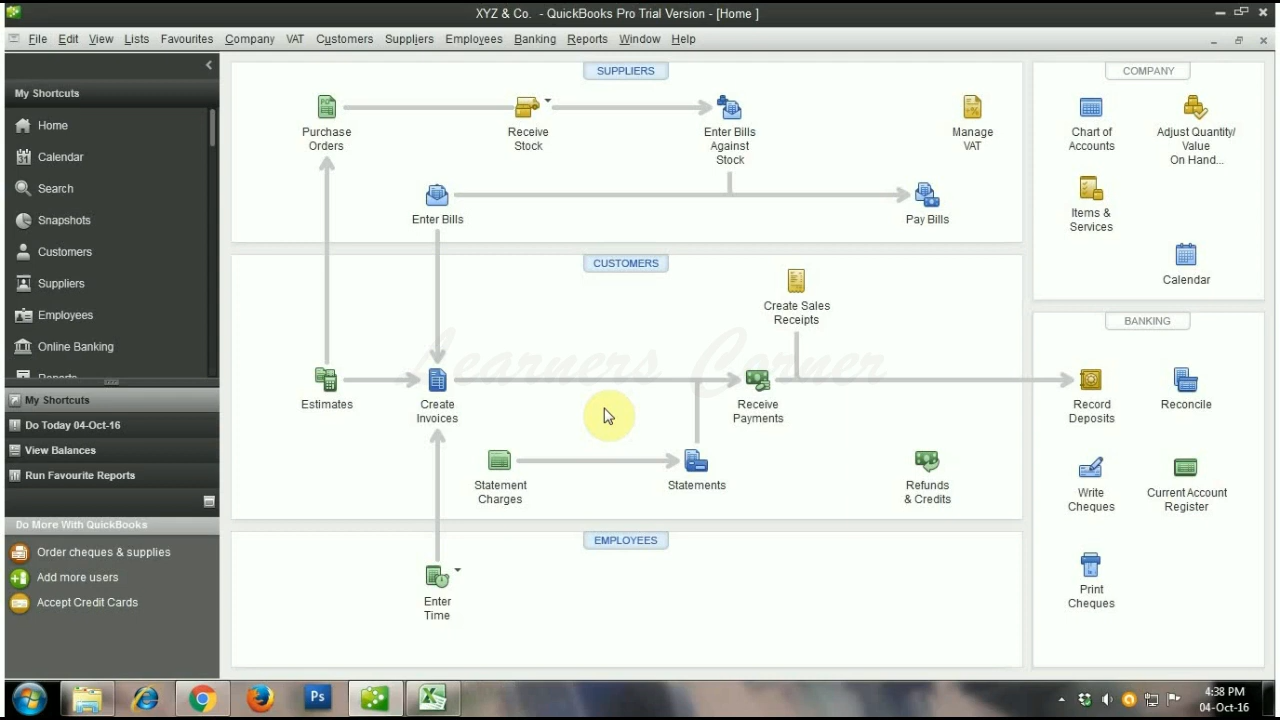 XYZ & Co. - QuickBooks Pro Trial Version - [Home ]
File Edit View Lists Favourites Company VAT Customers Suppliers Employees Banking Reports Window Help
My Shortcuts
Home
Calendar
Search
Snapshots
Customers
Suppliers
Employees
Online Banking
Reports
My Shortcuts
Do Today 04-Oct-16
View Balances
Run Favourite Reports
Do More With QuickBooks
Order cheques & supplies
Add more users
Accept Credit Cards
SUPPLIERS
Purchase
Orders
Receive
Stock
Enter Bills
Against
Stock
Manage
VAT
Enter Bills
Pay Bills
CUSTOMERS
Create Sales
Receipts
Learners Corner
Estimates
Create
Invoices
Receive
Payments
Statement
Charges
Statements
Refunds
& Credits
EMPLOYEES
Enter
Time
COMPANY
Chart of
Accounts
Adjust Quantity/
Value
On Hand...
Items &
Services
Calendar
BANKING
Record
Deposits
Reconcile
Write
Cheques
Current Account
Register
Print
Cheques
Ps
4:38 PM
04-Oct-16